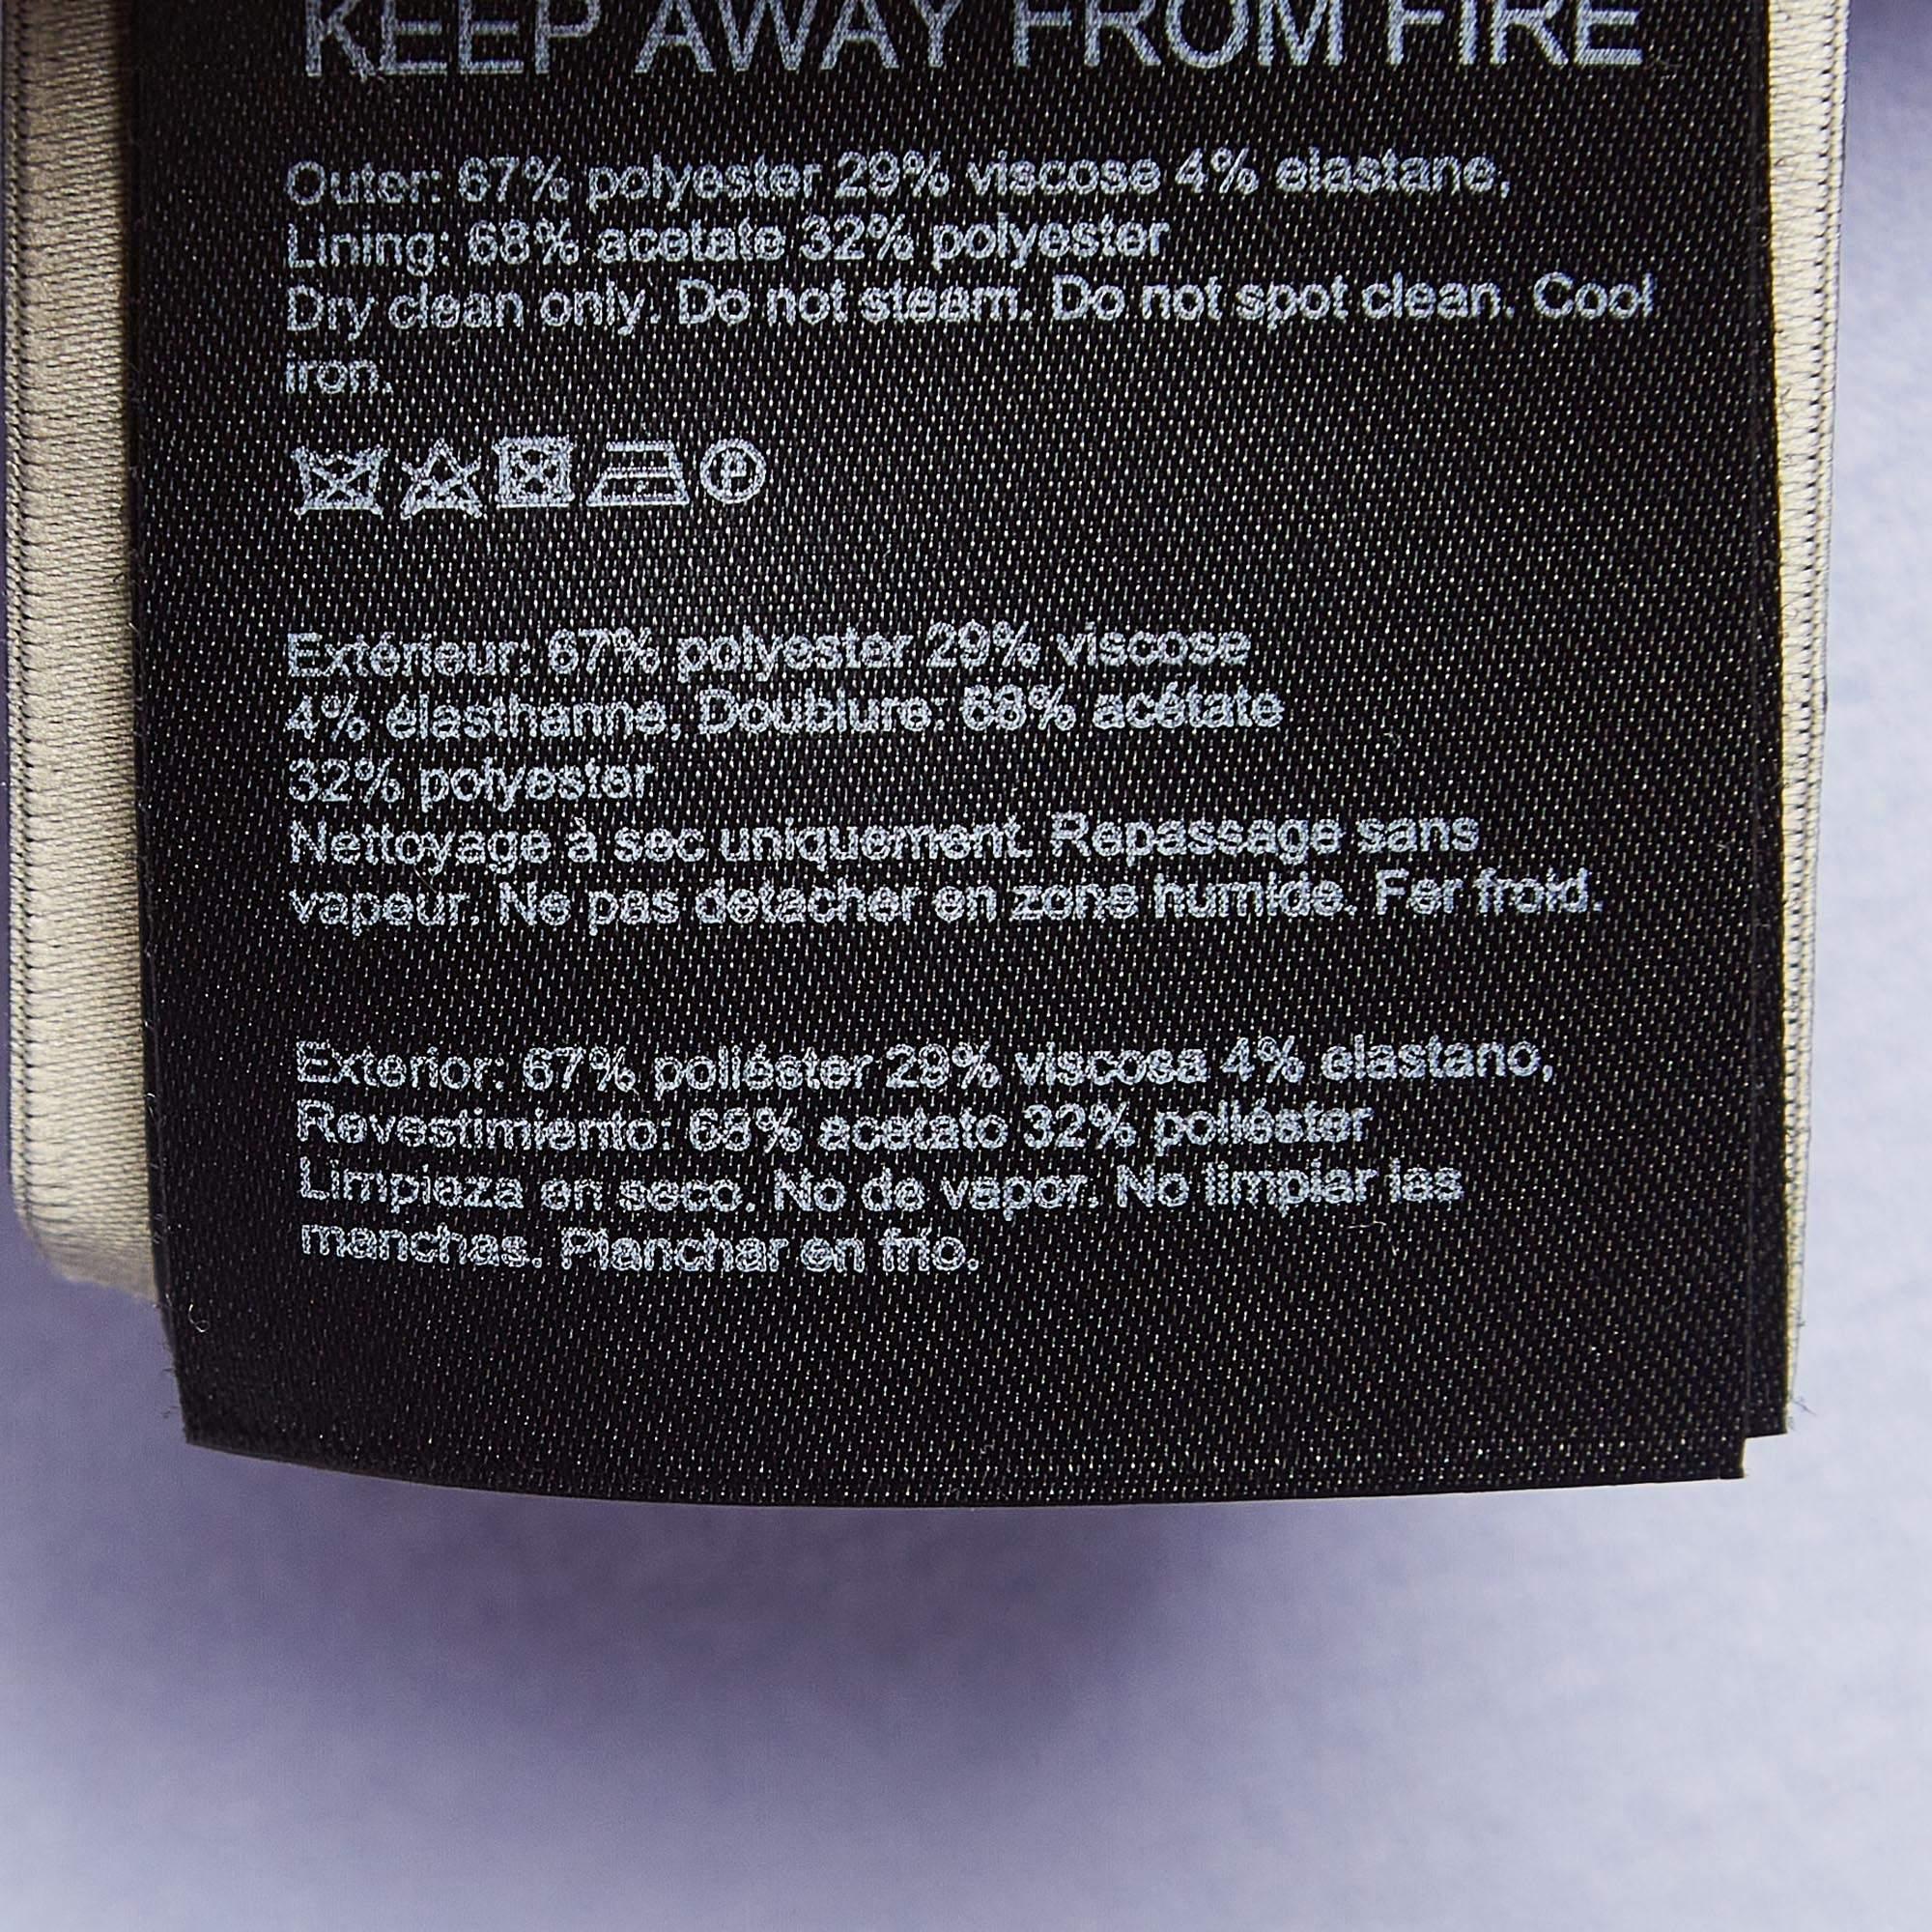 KEEP AWAY FROM FIRE
Outer: 67% polyester 29% viscose 4% elastane,
Lining: 68% acetate 32% polyester
Dry clean only. Do not steam. Do not spot clean. Cool
iron.
P
Extérieur: 67% polyester 29% viscose
4% élasthanne, Doublure: 68% acétate
32% polyester
Nettoyage à sec uniquement. Repassage sans
vapeur. Ne pas detacher en zone humide. Fer froid.
Exterior: 67% poliéster 29% viscosa 4% elastano,
Revestimiento: 68% acetato 32% poliéster
Limpieza en seco. No de vapor. No limpiar las
manchas. Planchar en frío.